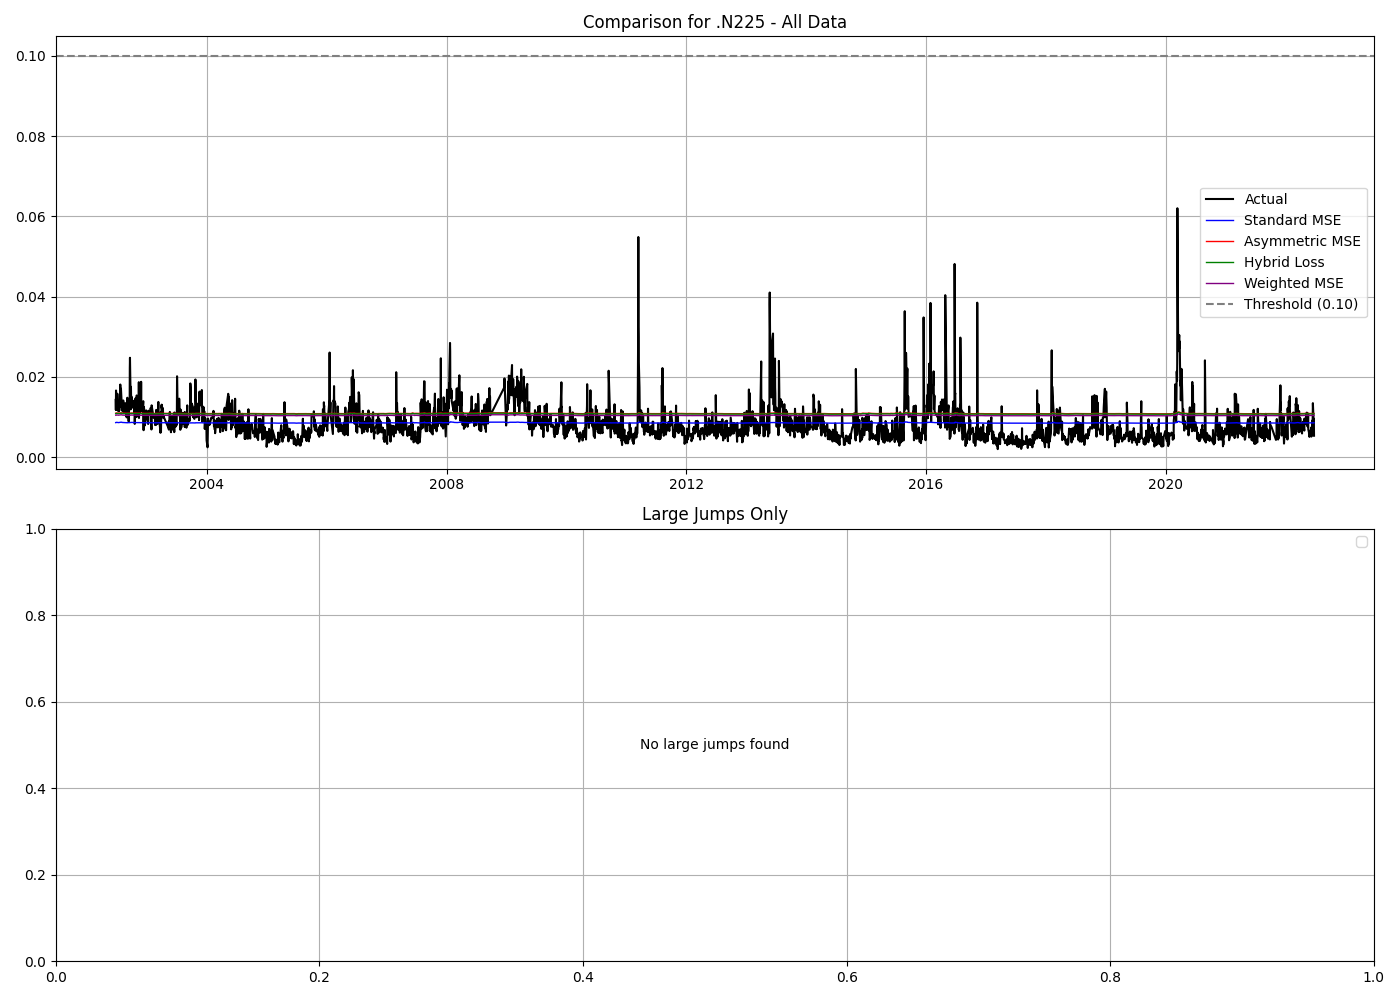 Comparison for .N225 - All Data
0.10
0.08
0.06
0.04
0.02
0.00
Actual
Standard MSE
Asymmetric MSE
Hybrid Loss
Weighted MSE
Threshold (0.10)
2004
2008
2012
2016
2020
Large Jumps Only
1.0
0.8
0.6
0.4
0.2
0.0
No large jumps found
0.0
0.2
0.4
0.6
0.8
1.0